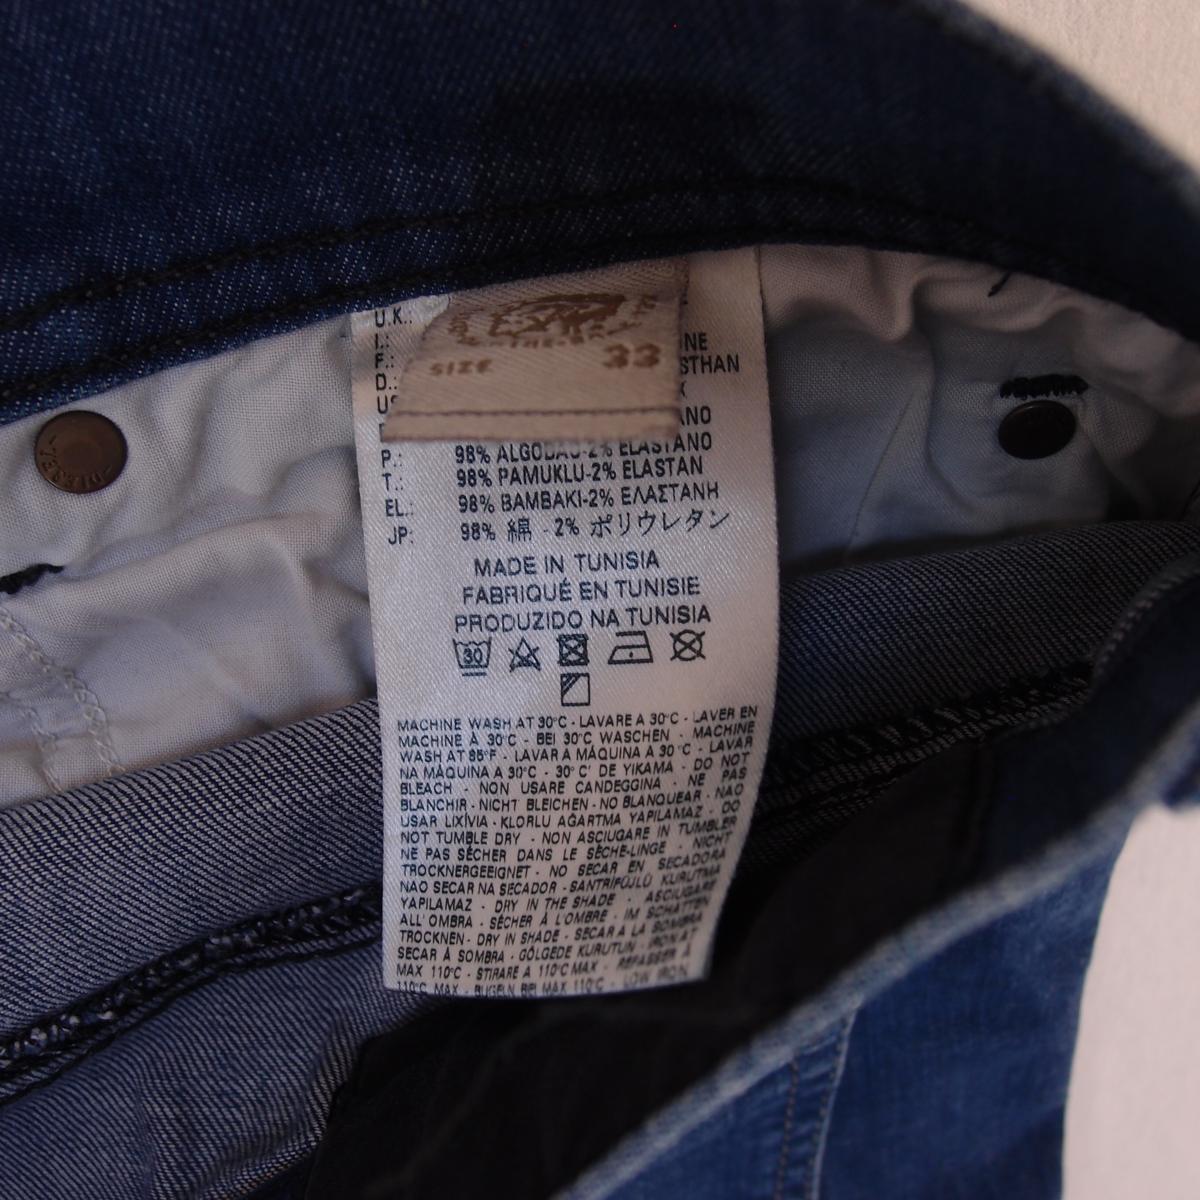 U.K.:
I.:
F.:
D.:
SIZE 33
NE
STHAN
P.: 98% ALGODAO-2% ELASTANO
T.: 98% PAMUKLU-2% ELASTAN
EL.: 98% BAMBAKI-2% ΕΛΑΣΤΑΝΗ
JP: 98% 綿 - 2% ポリウレタン
MADE IN TUNISIA
FABRIQUÉ EN TUNISIE
PRODUZIDO NA TUNISIA
30
MACHINE WASH AT 30°C - LAVARE A 30°C - LAVER EN
MACHINE À 30°C - BEI 30°C WASCHEN - MACHINE
WASH AT 85°F - LAVAR A MÁQUINA A 30°C - LAVAR
NA MÁQUINA A 30°C - 30°C' DE YIKAMA - DO NOT
BLEACH - NON USARE CANDEGGINA - NE PAS
BLANCHIR - NICHT BLEICHEN - NO BLANQUEAR - NAO
USAR LIXÍVIA - KLORLU AĞARTMA YAPILAMAZ - DO
NOT TUMBLE DRY - NON ASCIUGARE IN TUMBLER
NE PAS SÈCHER DANS LE SÈCHE-LINGE - NICHT
TROCKNERGEEIGNET - NO SECAR EN SECADORA
NAO SECAR NA SECADOR - SANTRİFÜJLÜ KURUTMA
YAPILAMAZ - DRY IN THE SHADE - ASCIUGARE
ALL'OMBRA - SÉCHER À L'OMBRE - IM SCHATTEN
TROCKNEN - DRY IN SHADE - SECAR A LA SOMBRA
SECAR À SOMBRA - GÖLGEDE KURUTUN - IRON AT
MAX 110°C - STIRARE A 110°C MAX - REPASSER À
110°C MAX - BUGELN BEI MAX 110°C - LOW IRON